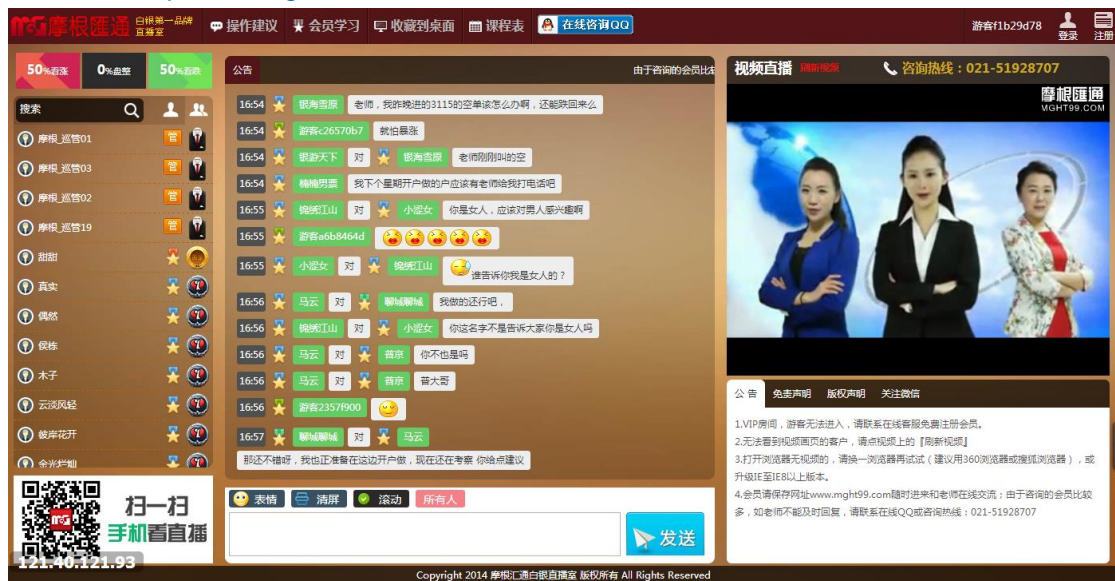 摩根匯通 白银第一品牌
直播室
操作建议 会员学习 收藏到桌面 课程表 在线咨询QQ
游客f1b29d78 登录 注册
50%看涨 0%盘整 50%看跌
搜索
摩根_巡管01 管
摩根_巡管03 管
摩根_巡管02 管
摩根_巡管19 管
甜甜
真实
偶然
侯栋
木子
云淡风轻
彼岸花开
金光灿灿
扫一扫
手机看直播
121.40.121.93
公告 由于咨询的会员比较
16:54 银海雪原 老师，我昨晚进的3115的空单该怎么办啊，还能跌回来么
16:54 游客c26570b7 就怕暴涨
16:54 银游天下 对 银海雪原 老师刚刚叫的空
16:54 楠楠男票 我下个星期开户做的户应该有老师给我打电话吧
16:55 锦绣江山 对 小涩女 你是女人，应该对男人感兴趣啊
16:55 游客a6b8464d
16:55 小涩女 对 锦绣江山 谁告诉你我是女人的？
16:56 马云 对 聊城聊城 我做的还行吧，
16:56 锦绣江山 对 小涩女 你这名字不是告诉大家你是女人吗
16:56 马云 对 普京 你不也是吗
16:56 马云 对 普京 普大哥
16:56 游客2357f900
16:57 聊城聊城 对 马云
那还不错呀，我也正准备在这边开户做，现在还在考察 你给点建议
表情 清屏 滚动 所有人
发送
视频直播 刷新视频 咨询热线：021-51928707
摩根匯通
MGHT99.COM
公告 免责声明 版权声明 关注微信
1.VIP房间，游客无法进入，请联系在线客服免费注册会员。
2.无法看到视频画页的客户，请点视频上的『刷新视频』
3.打开浏览器无视频的，请换一浏览器再试试（建议用360浏览器或搜狐浏览器），或
升级IE至IE8以上版本。
4.会员请保存网址www.mght99.com随时进来和老师在线交流；由于咨询的会员比较
多，如老师不能及时回复，请联系在线QQ或咨询热线：021-51928707
Copyright 2014 摩根汇通白银直播室 版权所有 All Rights Reserved